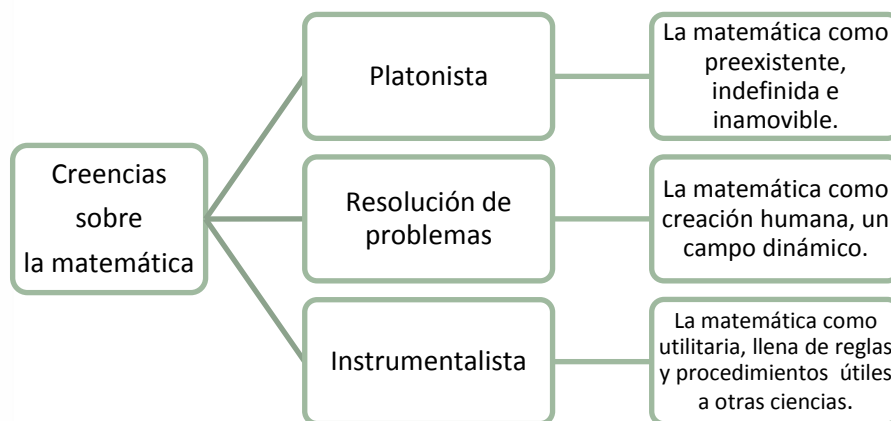 Creencias
sobre
la matemática
Platonista
La matemática como
preexistente,
indefinida e
inamovible.
Resolución de
problemas
La matemática como
creación humana, un
campo dinámico.
Instrumentalista
La matemática como
utilitaria, llena de reglas
y procedimientos útiles
a otras ciencias.